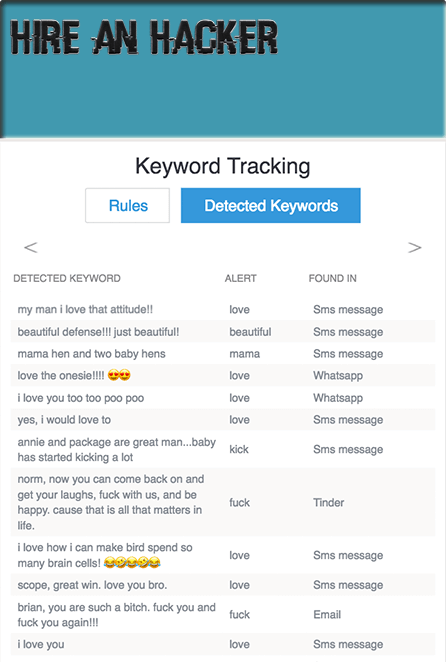 HIRE AN HACKER
Keyword Tracking
Rules Detected Keywords
< >
DETECTED KEYWORD ALERT FOUND IN
my man i love that attitude!! love Sms message
beautiful defense!!! just beautiful! beautiful Sms message
mama hen and two baby hens mama Sms message
love the onesie!!!! 😍😍 love Whatsapp
i love you too too poo poo love Whatsapp
yes, i would love to love Sms message
annie and package are great man...baby
has started kicking a lot kick Sms message
norm, now you can come back on and
get your laughs, fuck with us, and be
happy. cause that is all that matters in
life. fuck Tinder
i love how i can make bird spend so
many brain cells! 😂🤣😂🤣😂 love Sms message
scope, great win. love you bro. love Sms message
brian, you are such a bitch. fuck you and
fuck you again!!! fuck Email
i love you love Sms message